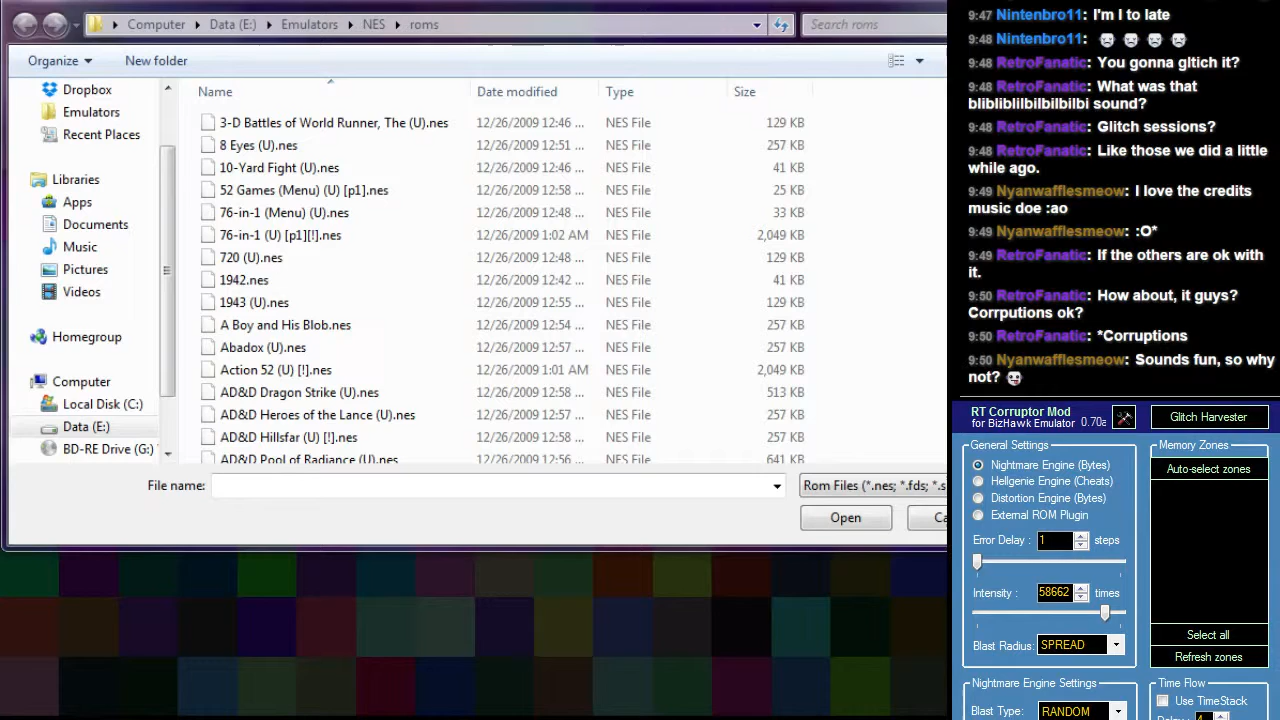 Computer ▸ Data (E:) ▸ Emulators ▸ NES ▸ roms
Search roms
Organize
New folder
Name
Date modified
Type
Size
Dropbox
Emulators
Recent Places
Libraries
Apps
Documents
Music
Pictures
Videos
Homegroup
Computer
Local Disk (C:)
Data (E:)
BD-RE Drive (G:)
3-D Battles of World Runner, The (U).nes 12/26/2009 12:46 ... NES File 129 KB
8 Eyes (U).nes 12/26/2009 12:51 ... NES File 257 KB
10-Yard Fight (U).nes 12/26/2009 12:46 ... NES File 41 KB
52 Games (Menu) (U) [p1].nes 12/26/2009 12:58 ... NES File 25 KB
76-in-1 (Menu) (U).nes 12/26/2009 12:48 ... NES File 33 KB
76-in-1 (U) [p1][!].nes 12/26/2009 1:02 AM NES File 2,049 KB
720 (U).nes 12/26/2009 12:48 ... NES File 129 KB
1942.nes 12/26/2009 12:42 ... NES File 41 KB
1943 (U).nes 12/26/2009 12:55 ... NES File 129 KB
A Boy and His Blob.nes 12/26/2009 12:54 ... NES File 257 KB
Abadox (U).nes 12/26/2009 12:57 ... NES File 257 KB
Action 52 (U) [!].nes 12/26/2009 1:01 AM NES File 2,049 KB
AD&D Dragon Strike (U).nes 12/26/2009 12:58 ... NES File 513 KB
AD&D Heroes of the Lance (U).nes 12/26/2009 12:57 ... NES File 257 KB
AD&D Hillsfar (U) [!].nes 12/26/2009 12:58 ... NES File 257 KB
AD&D Pool of Radiance (U).nes 12/26/2009 12:56 ... NES File 641 KB
File name:
Rom Files (*.nes; *.fds; *.s
Open
Ca
9:47 Nintenbro11: I'm I to late
9:48 Nintenbro11:
9:48 RetroFanatic: You gonna gltich it?
9:48 RetroFanatic: What was that
blibliblilbilbilbilbi sound?
9:48 RetroFanatic: Glitch sessions?
9:48 RetroFanatic: Like those we did a little
while ago.
9:49 Nyanwafflesmeow: I love the credits
music doe :ao
9:49 Nyanwafflesmeow: :O*
9:49 RetroFanatic: If the others are ok with
it.
9:50 RetroFanatic: How about, it guys?
Corrputions ok?
9:50 RetroFanatic: *Corruptions
9:50 Nyanwafflesmeow: Sounds fun, so why
not?
RT Corruptor Mod
for BizHawk Emulator 0.70a
Glitch Harvester
General Settings
Nightmare Engine (Bytes)
Hellgenie Engine (Cheats)
Distortion Engine (Bytes)
External ROM Plugin
Error Delay : 1 steps
Intensity : 58662 times
Blast Radius: SPREAD
Memory Zones
Auto-select zones
Select all
Refresh zones
Nightmare Engine Settings
Blast Type: RANDOM
Time Flow
Use TimeStack